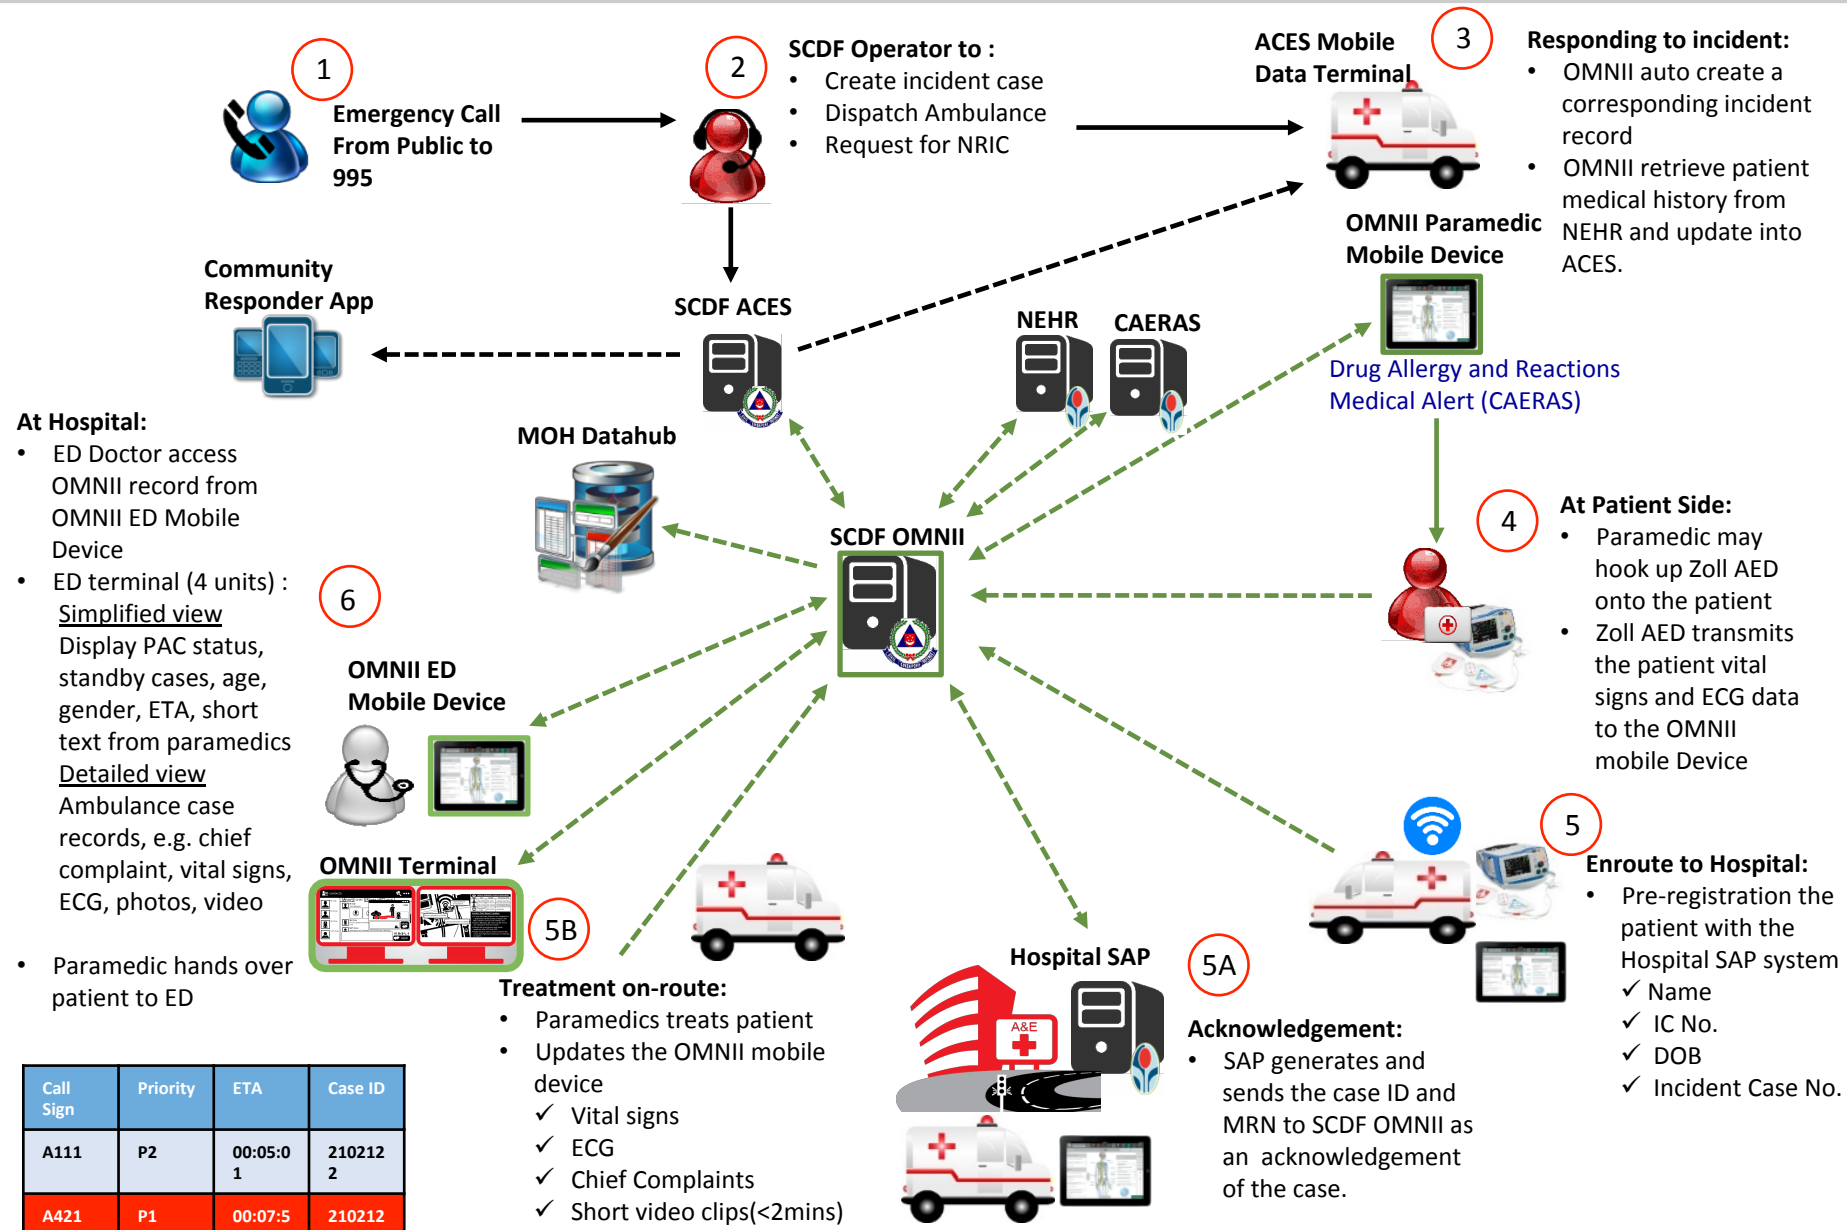 1
Emergency Call
From Public to
995
2
SCDF Operator to :
• Create incident case
• Dispatch Ambulance
• Request for NRIC
ACES Mobile
Data Terminal
3
Responding to incident:
• OMNII auto create a
corresponding incident
record
• OMNII retrieve patient
medical history from
NEHR and update into
ACES.
OMNII Paramedic
Mobile Device
Drug Allergy and Reactions
Medical Alert (CAERAS)
Community
Responder App
SCDF ACES
NEHR
CAERAS
MOH Datahub
SCDF OMNII
4
At Patient Side:
• Paramedic may
hook up Zoll AED
onto the patient
• Zoll AED transmits
the patient vital
signs and ECG data
to the OMNII
mobile Device
At Hospital:
• ED Doctor access
OMNII record from
OMNII ED Mobile
Device
• ED terminal (4 units) :
Simplified view
Display PAC status,
standby cases, age,
gender, ETA, short
text from paramedics
Detailed view
Ambulance case
records, e.g. chief
complaint, vital signs,
ECG, photos, video
• Paramedic hands over
patient to ED
6
OMNII ED
Mobile Device
OMNII Terminal
5B
Treatment on-route:
• Paramedics treats patient
• Updates the OMNII mobile
device
✓ Vital signs
✓ ECG
✓ Chief Complaints
✓ Short video clips(<2mins)
Hospital SAP
A&E
5A
Acknowledgement:
• SAP generates and
sends the case ID and
MRN to SCDF OMNII as
an acknowledgement
of the case.
5
Enroute to Hospital:
• Pre-registration the
patient with the
Hospital SAP system
✓ Name
✓ IC No.
✓ DOB
✓ Incident Case No.
Call
Sign
Priority
ETA
Case ID
A111
P2
00:05:0
1
210212
2
A421
P1
00:07:5
210212